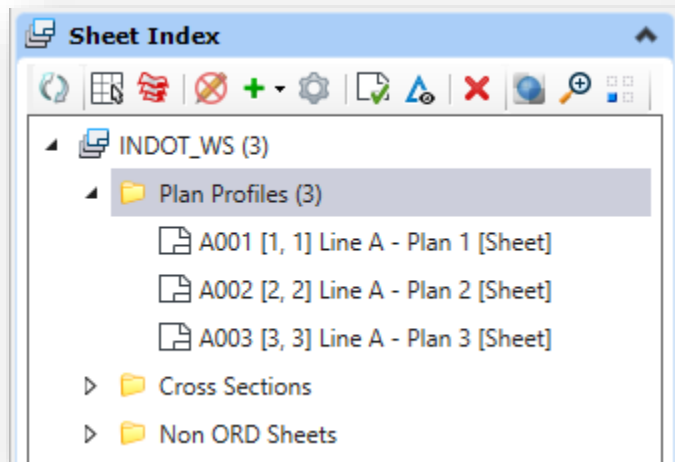 Sheet Index
INDOT_WS (3)
Plan Profiles (3)
A001 [1, 1] Line A - Plan 1 [Sheet]
A002 [2, 2] Line A - Plan 2 [Sheet]
A003 [3, 3] Line A - Plan 3 [Sheet]
Cross Sections
Non ORD Sheets